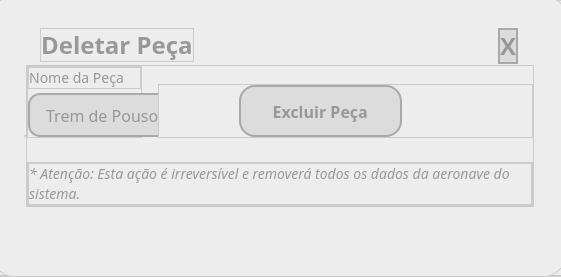 Deletar Peça
X
Nome da Peça
Trem de Pouso
Excluir Peça
* Atenção: Esta ação é irreversível e removerá todos os dados da aeronave do
sistema.